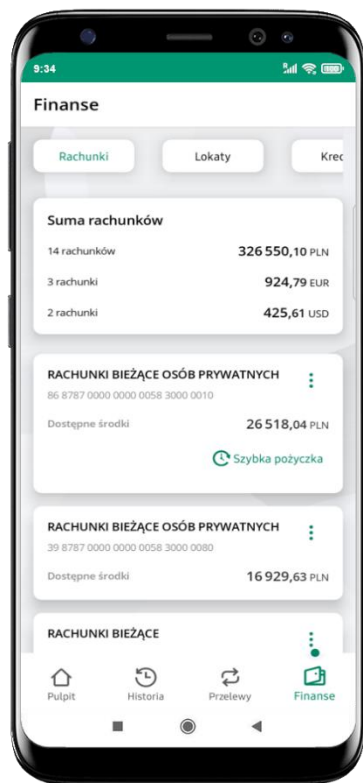 9:34
Finanse
Rachunki Lokaty Kred
Suma rachunków
14 rachunków 326 550,10 PLN
3 rachunki 924,79 EUR
2 rachunki 425,61 USD
RACHUNKI BIEŻĄCE OSÓB PRYWATNYCH
86 8787 0000 0000 0058 3000 0010
Dostępne środki 26 518,04 PLN
Szybka pożyczka
RACHUNKI BIEŻĄCE OSÓB PRYWATNYCH
39 8787 0000 0000 0058 3000 0080
Dostępne środki 16 929,63 PLN
RACHUNKI BIEŻĄCE
Pulpit Historia Przelewy Finanse